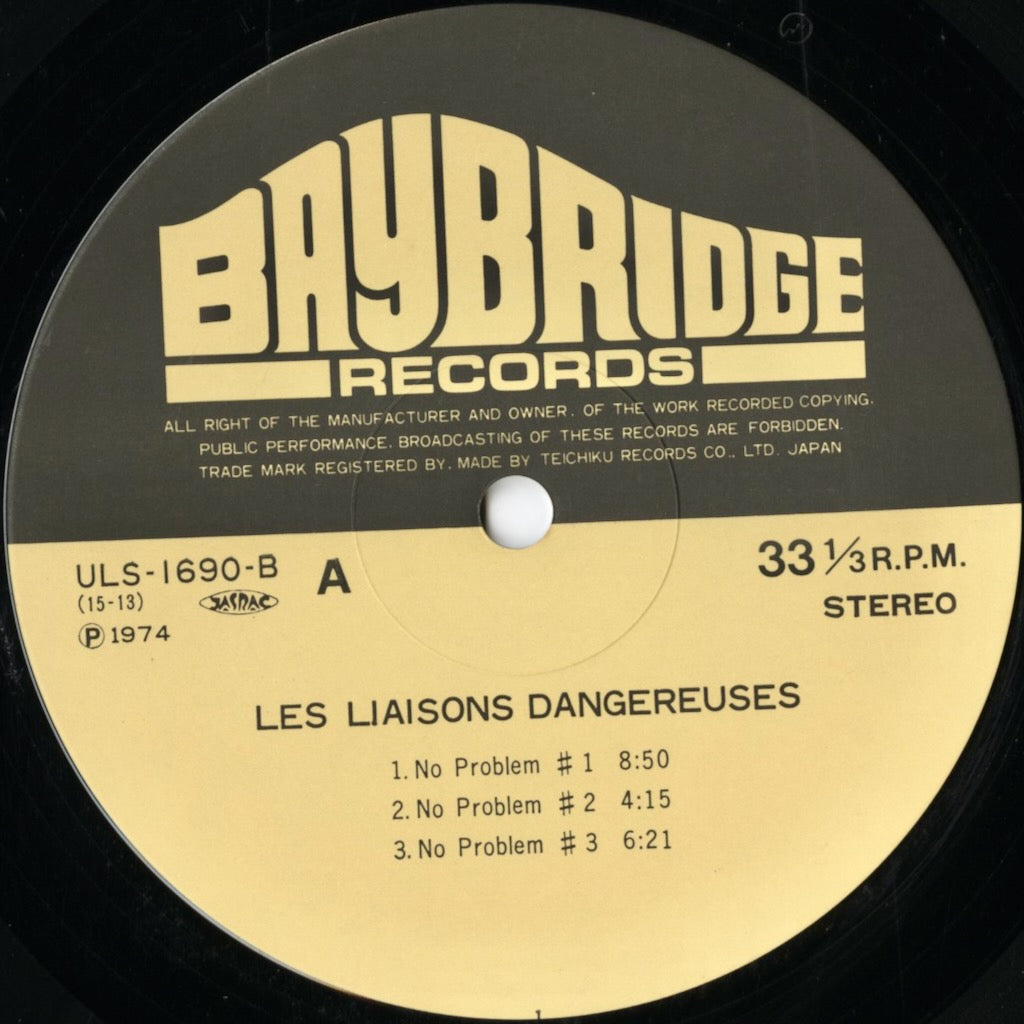 BAYBRIDGE
RECORDS
ALL RIGHT OF THE MANUFACTURER AND OWNER. OF THE WORK RECORDED COPYING.
PUBLIC PERFORMANCE. BROADCASTING OF THESE RECORDS ARE FORBIDDEN.
TRADE MARK REGISTERED BY. MADE BY TEICHIKU RECORDS CO., LTD. JAPAN
ULS-1690-B A 33 1/3 R.P.M.
(15-13) JASRAC STEREO
Ⓟ 1974
LES LIAISONS DANGEREUSES
1. No Problem # 1 8:50
2. No Problem # 2 4:15
3. No Problem # 3 6:21